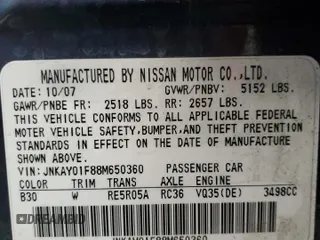 MANUFACTURED BY NISSAN MOTOR CO.,LTD.
DATE: 10/07 GVWR/PNBV: 5152 LBS.
GAWR/PNBE FR: 2518 LBS. RR: 2657 LBS.
THIS VEHICLE CONFORMS TO ALL APPLICABLE FEDERAL
MOTER VEHICLE SAFETY,BUMPER,AND THEFT PREVENTION
STANDARDS IN EFFECT ON THE DATE OF MANUFACTURE
SHOWN ABOVE.
VIN: JNKAY01F88M650360 PASSENGER CAR
COLOR TRIM TRANS AXLE ENGINE
B30 W RE5R05A RC36 VQ35(DE) 3498CC
JNKAY01F88M650360